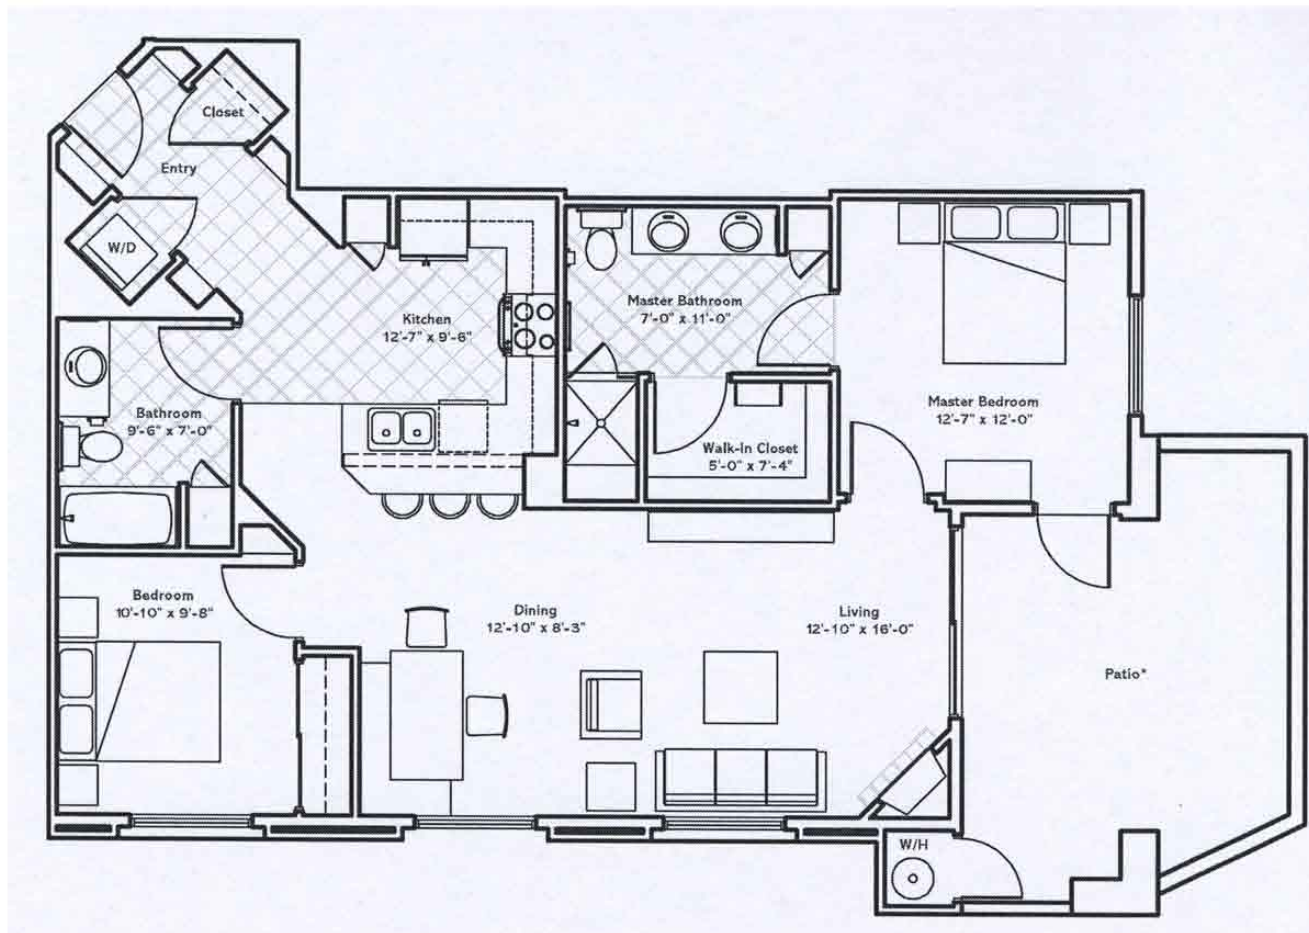 Closet
Entry
W/D
Kitchen
12'-7" x 9'-6"
Master Bathroom
7'-0" x 11'-0"
Master Bedroom
12'-7" x 12'-0"
Bathroom
9'-6" x 7'-0"
Walk-In Closet
5'-0" x 7'-4"
Bedroom
10'-10" x 9'-8"
Dining
12'-10" x 8'-3"
Living
12'-10" x 16'-0"
Patio*
W/H